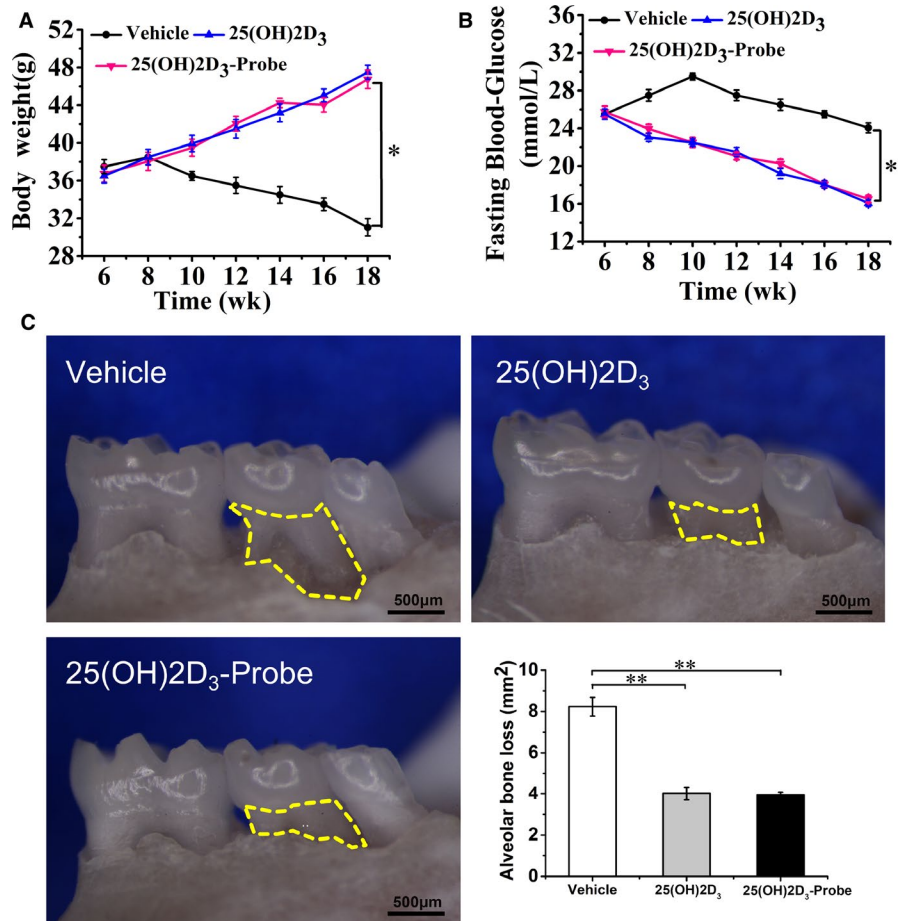 A
Vehicle
25(OH)2D3
25(OH)2D3-Probe
Body weight(g)
52
48
44
40
36
32
28
*
6 8 10 12 14 16 18
Time (wk)
B
Vehicle
25(OH)2D3
25(OH)2D3-Probe
Fasting Blood-Glucose
(mmol/L)
36
32
28
24
20
16
12
*
6 8 10 12 14 16 18
Time (wk)
C
Vehicle
500μm
25(OH)2D3
500μm
25(OH)2D3-Probe
500μm
Alveolar bone loss (mm2)
10
8
6
4
2
0
**
**
Vehicle 25(OH)2D3 25(OH)2D3-Probe